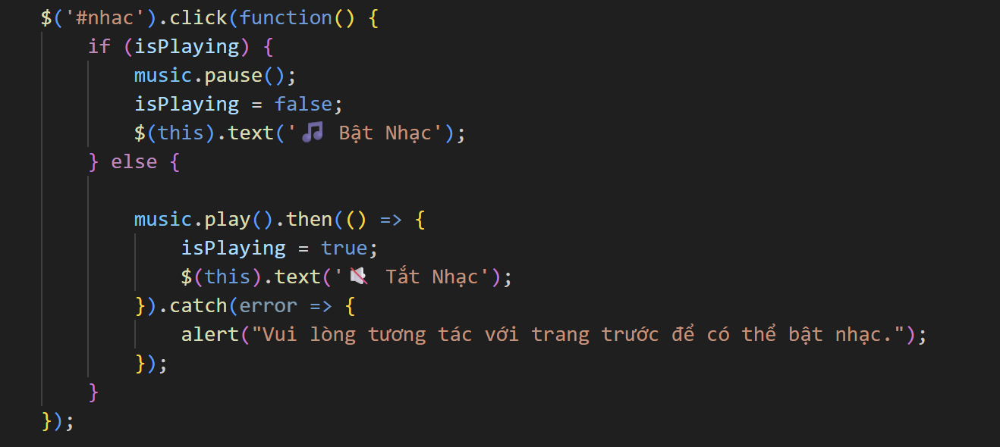 $('#nhac').click(function() {
    if (isPlaying) {
        music.pause();
        isPlaying = false;
        $(this).text('🎵 Bật Nhạc');
    } else {

        music.play().then(() => {
            isPlaying = true;
            $(this).text('🔇 Tắt Nhạc');
        }).catch(error => {
            alert("Vui lòng tương tác với trang trước để có thể bật nhạc.");
        });
    }
});